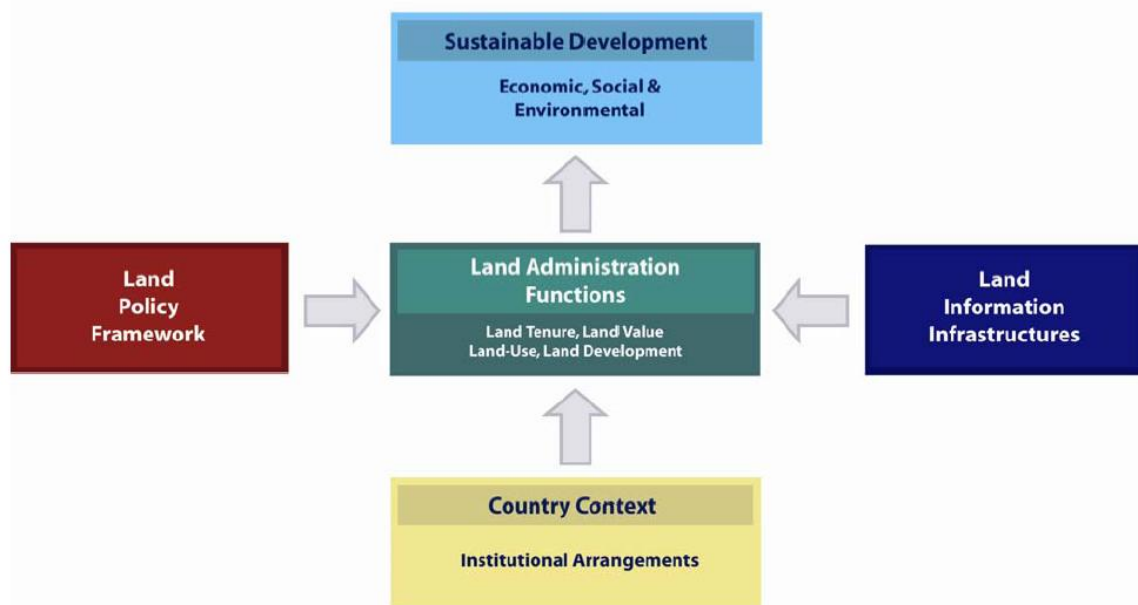 Sustainable Development
Economic, Social &
Environmental
Land
Policy
Framework
Land Administration
Functions
Land Tenure, Land Value
Land-Use, Land Development
Land
Information
Infrastructures
Country Context
Institutional Arrangements